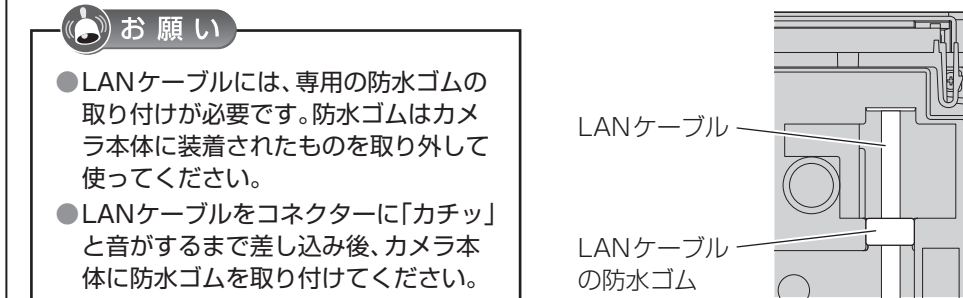 お願い
●LANケーブルには、専用の防水ゴムの
取り付けが必要です。防水ゴムはカメ
ラ本体に装着されたものを取り外して
使ってください。
●LANケーブルをコネクターに「カチッ」
と音がするまで差し込み後、カメラ本
体に防水ゴムを取り付けてください。
LANケーブル
LANケーブル
の防水ゴム